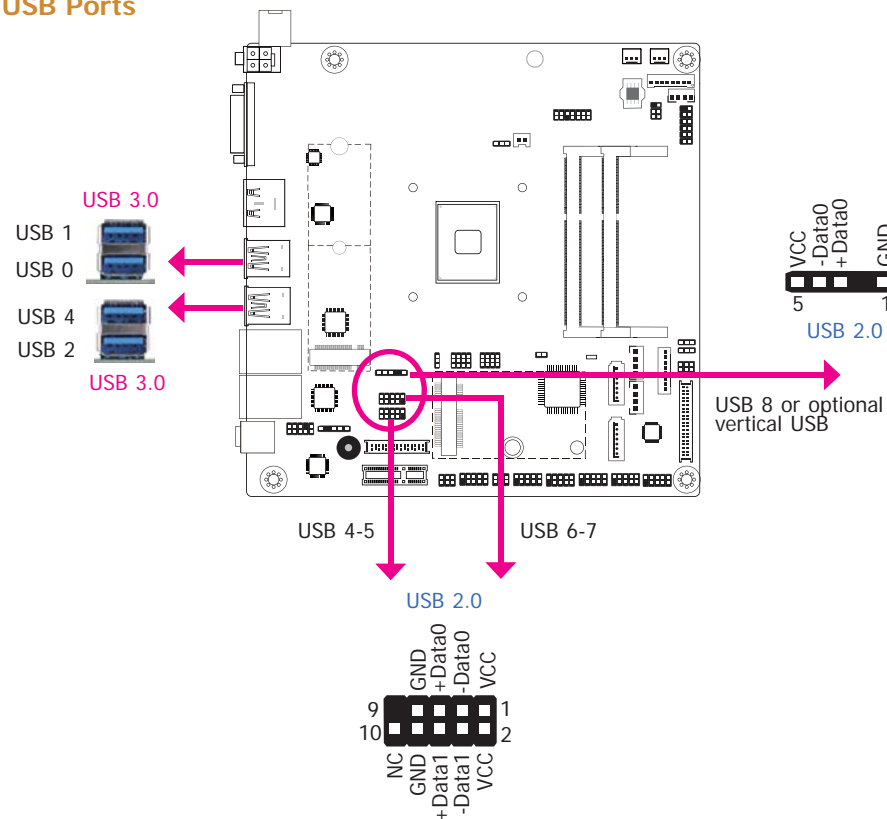 USB Ports
USB 3.0
USB 1
USB 0
USB 4
USB 2
USB 3.0
VCC
-Data0
+Data0
GND
5
1
USB 2.0
USB 8 or optional
vertical USB
USB 4-5
USB 6-7
USB 2.0
GND
+Data0
-Data0
VCC
9
1
10
2
NC
GND
+Data1
-Data1
VCC